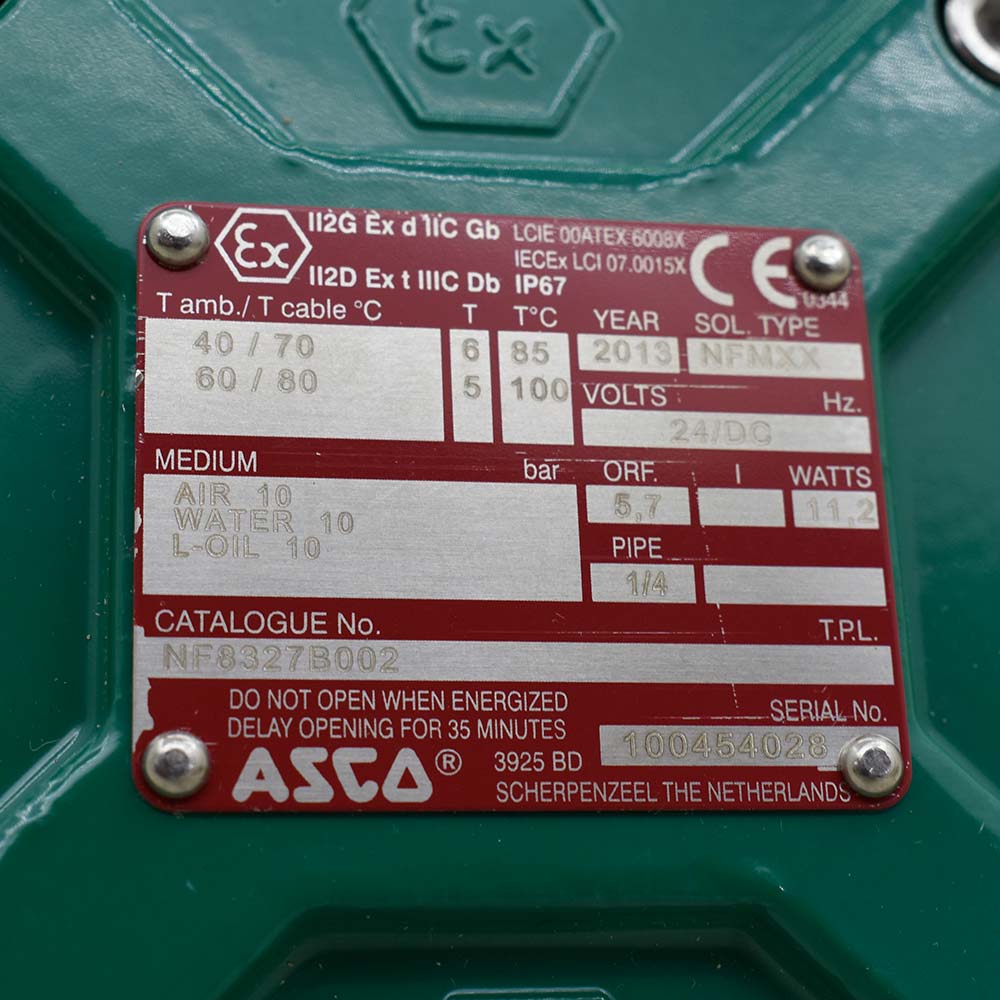 Ex
Ex II2G Ex d IIC Gb LCIE 00ATEX 6008X CE
IECEx LCI 07.0015X
II2D Ex t IIIC Db IP67 0344
T amb./ T cable °C T T°C YEAR SOL. TYPE
40 / 70 6 85 2013 NFMXX
60 / 80 5 100 VOLTS Hz.
24/DC
MEDIUM bar ORF. I WATTS
AIR 10 5,7 11,2
WATER 10
L-OIL 10 PIPE
1/4
CATALOGUE No. T.P.L.
NF8327B002
DO NOT OPEN WHEN ENERGIZED SERIAL No.
DELAY OPENING FOR 35 MINUTES 100454028
ASCA® 3925 BD
SCHERPENZEEL THE NETHERLANDS